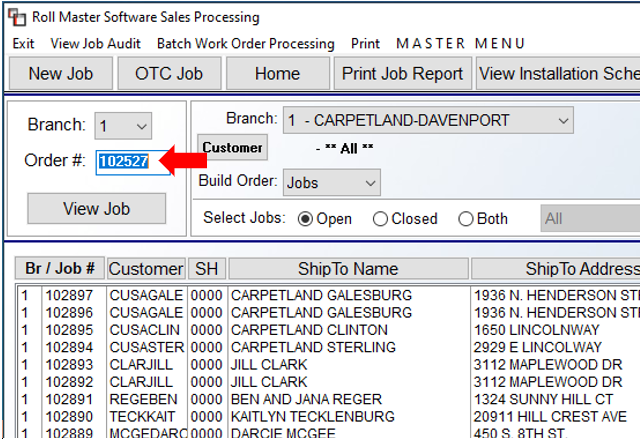 Roll Master Software Sales Processing
Exit View Job Audit Batch Work Order Processing Print M A S T E R M E N U
New Job OTC Job Home Print Job Report View Installation Sche
Branch: 1 Branch: 1 - CARPETLAND-DAVENPORT
Order #: 102527 Customer - ** All **
View Job Build Order: Jobs
Select Jobs: Open Closed Both All
Br / Job # Customer SH ShipTo Name ShipTo Address
1 102897 CUSAGALE 0000 CARPETLAND GALESBURG 1936 N. HENDERSON STR
1 102896 CUSAGALE 0000 CARPETLAND GALESBURG 1936 N. HENDERSON STR
1 102895 CUSACLIN 0000 CARPETLAND CLINTON 1650 LINCOLNWAY
1 102894 CUSASTER 0000 CARPETLAND STERLING 2929 E LINCOLNWAY
1 102893 CLARJILL 0000 JILL CLARK 3112 MAPLEWOOD DR
1 102892 CLARJILL 0000 JILL CLARK 3112 MAPLEWOOD DR
1 102891 REGEBEN 0000 BEN AND JANA REGER 1324 SUNNY HILL CT
1 102890 TECKKAIT 0000 KAITLYN TECKLENBURG 20911 HILL CREST AVE
1 102889 MCGEDARC 0000 DARCIE MCGEE 450 S. 8TH ST.